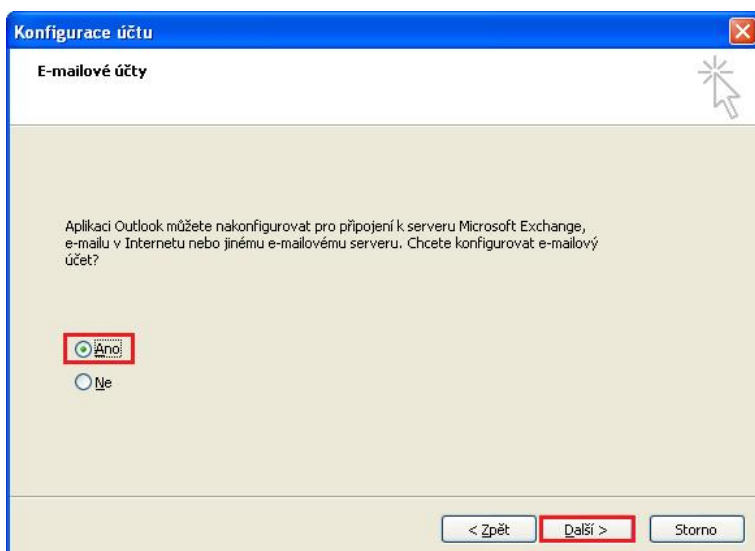 Konfigurace účtu
E-mailové účty
Aplikaci Outlook můžete nakonfigurovat pro připojení k serveru Microsoft Exchange,
e-mailu v Internetu nebo jinému e-mailovému serveru. Chcete konfigurovat e-mailový
účet?
Ano
Ne
< Zpět
Další >
Storno